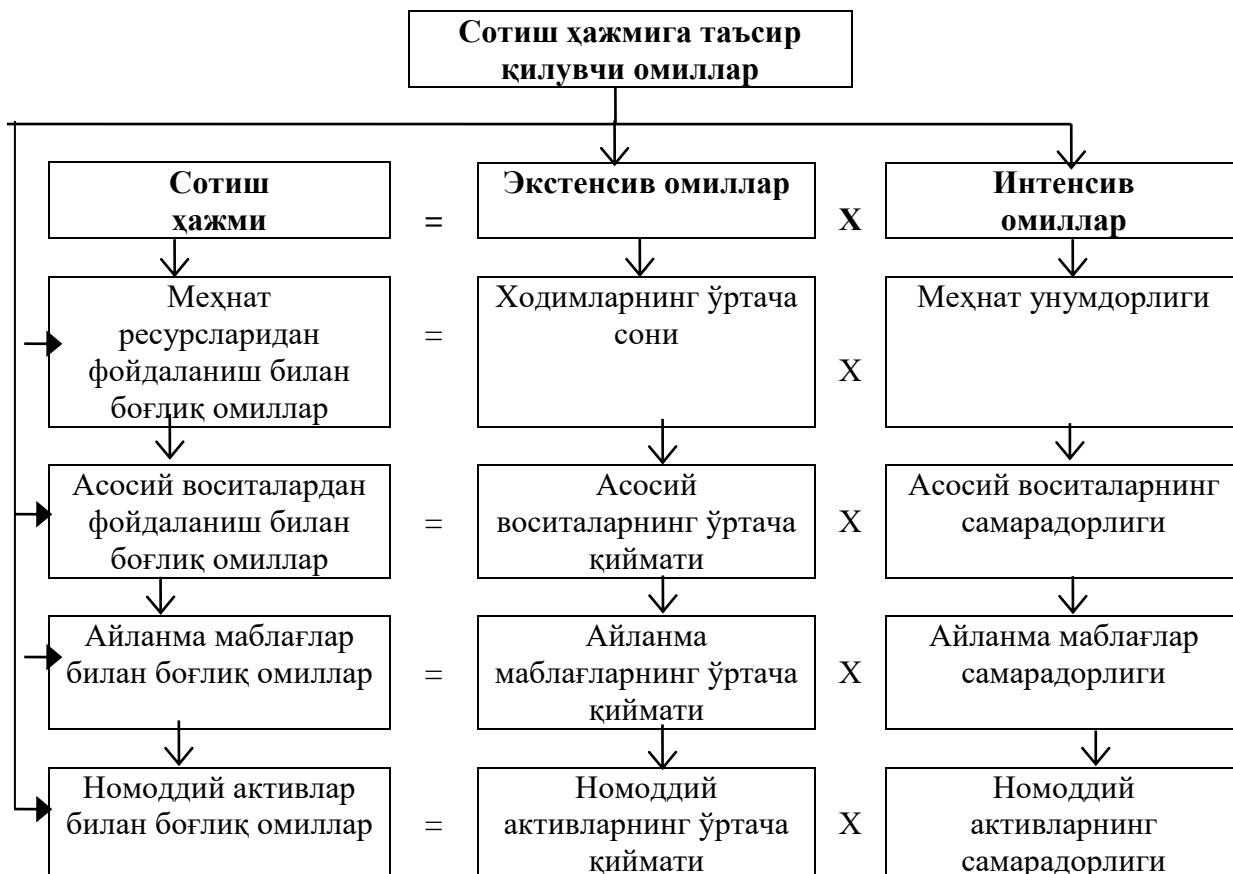 Сотиш ҳажмига таъсир
қилувчи омиллар
Сотиш
ҳажми
=
Экстенсив омиллар
X
Интенсив
омиллар
Меҳнат
ресурсларидан
фойдаланиш билан
боғлиқ омиллар
=
Ходимларнинг ўртача
сони
X
Меҳнат унумдорлиги
Асосий воситалардан
фойдаланиш билан
боғлиқ омиллар
=
Асосий
воситаларнинг ўртача
қиймати
X
Асосий воситаларнинг
самарадорлиги
Айланма маблағлар
билан боғлиқ омиллар
=
Айланма
маблағларнинг ўртача
қиймати
X
Айланма маблағлар
самарадорлиги
Номоддий активлар
билан боғлиқ омиллар
=
Номоддий
активларнинг ўртача
қиймати
X
Номоддий
активларнинг
самарадорлиги